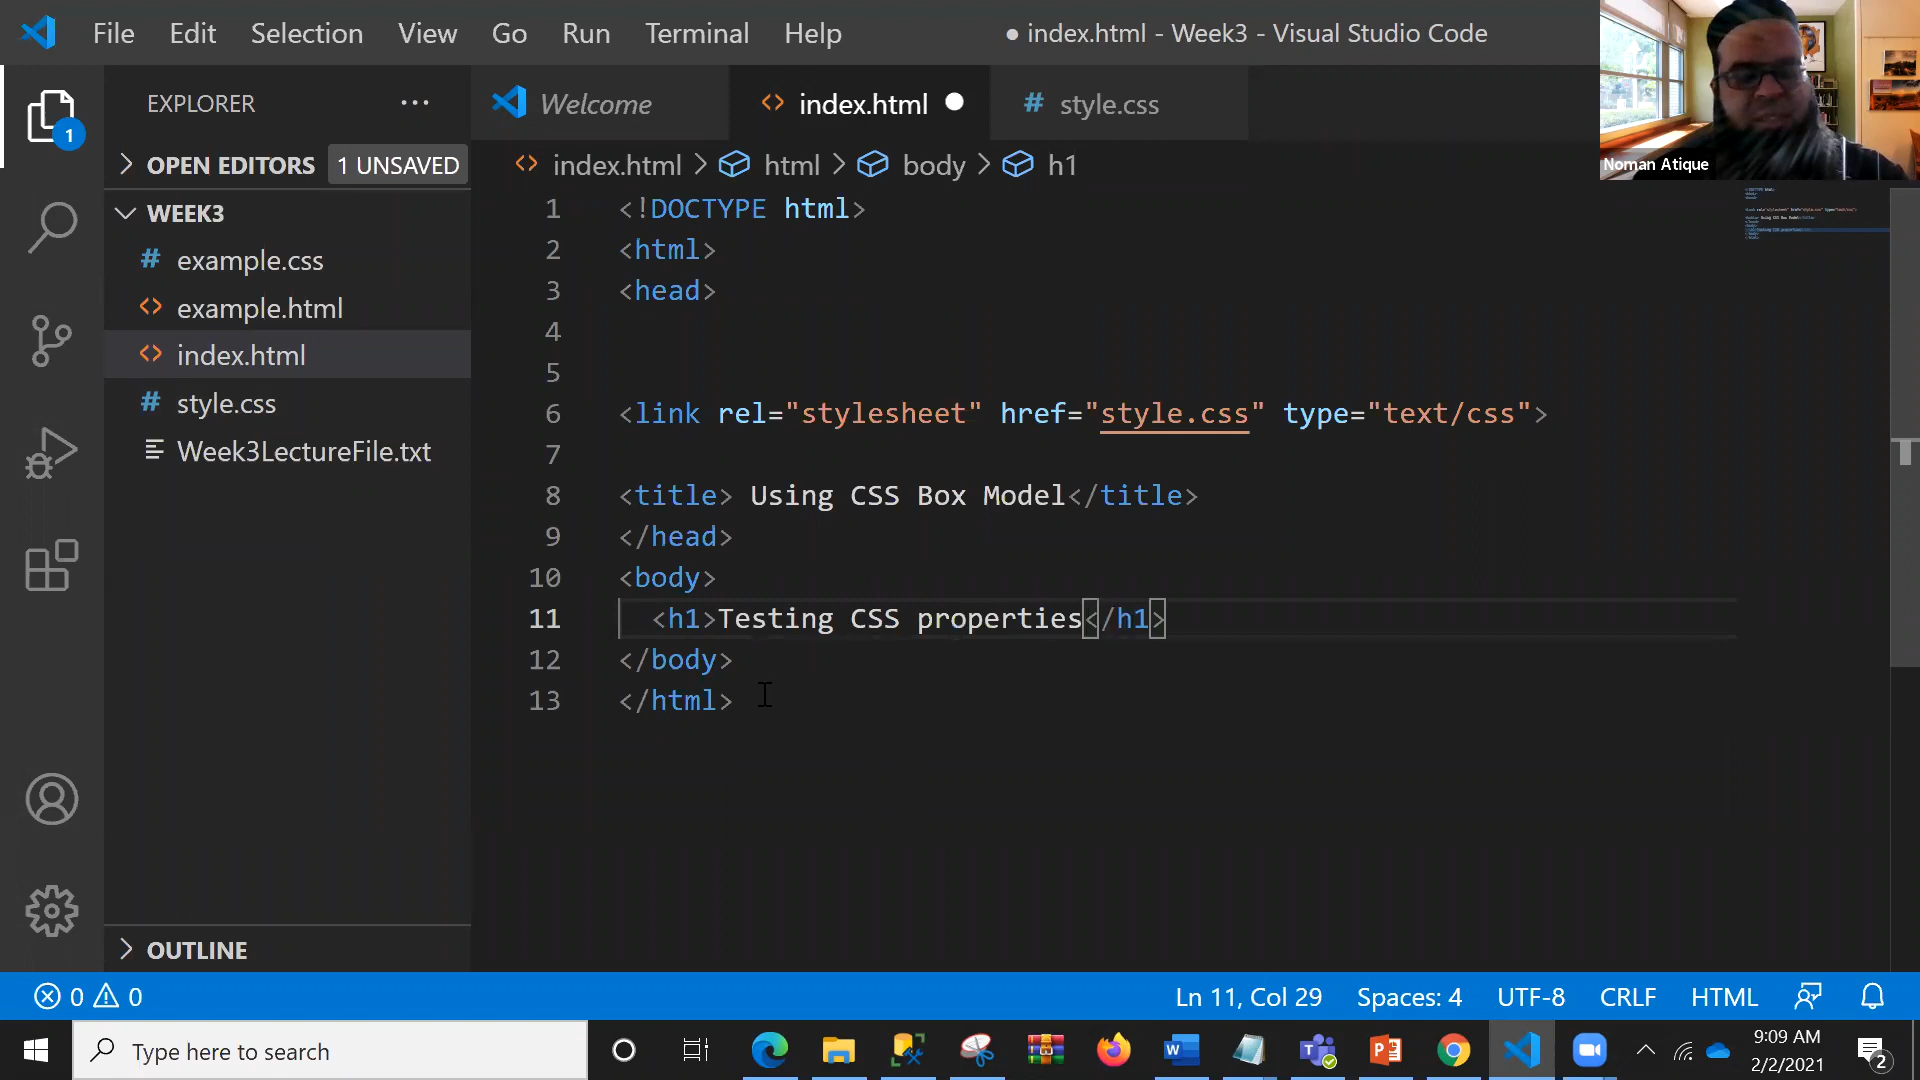 File Edit Selection View Go Run Terminal Help ● index.html - Week3 - Visual Studio Code
EXPLORER ···
Welcome
index.html
style.css
Noman Atique
1
OPEN EDITORS 1 UNSAVED
index.html > html > body > h1
WEEK3
example.css
example.html
index.html
style.css
Week3LectureFile.txt
1 <!DOCTYPE html>
2 <html>
3 <head>
4
5
6 <link rel="stylesheet" href="style.css" type="text/css">
7
8 <title> Using CSS Box Model</title>
9 </head>
10 <body>
11 <h1>Testing CSS properties</h1>
12 </body>
13 </html>
OUTLINE
0 0 Ln 11, Col 29 Spaces: 4 UTF-8 CRLF HTML
Type here to search
9:09 AM
2/2/2021
2